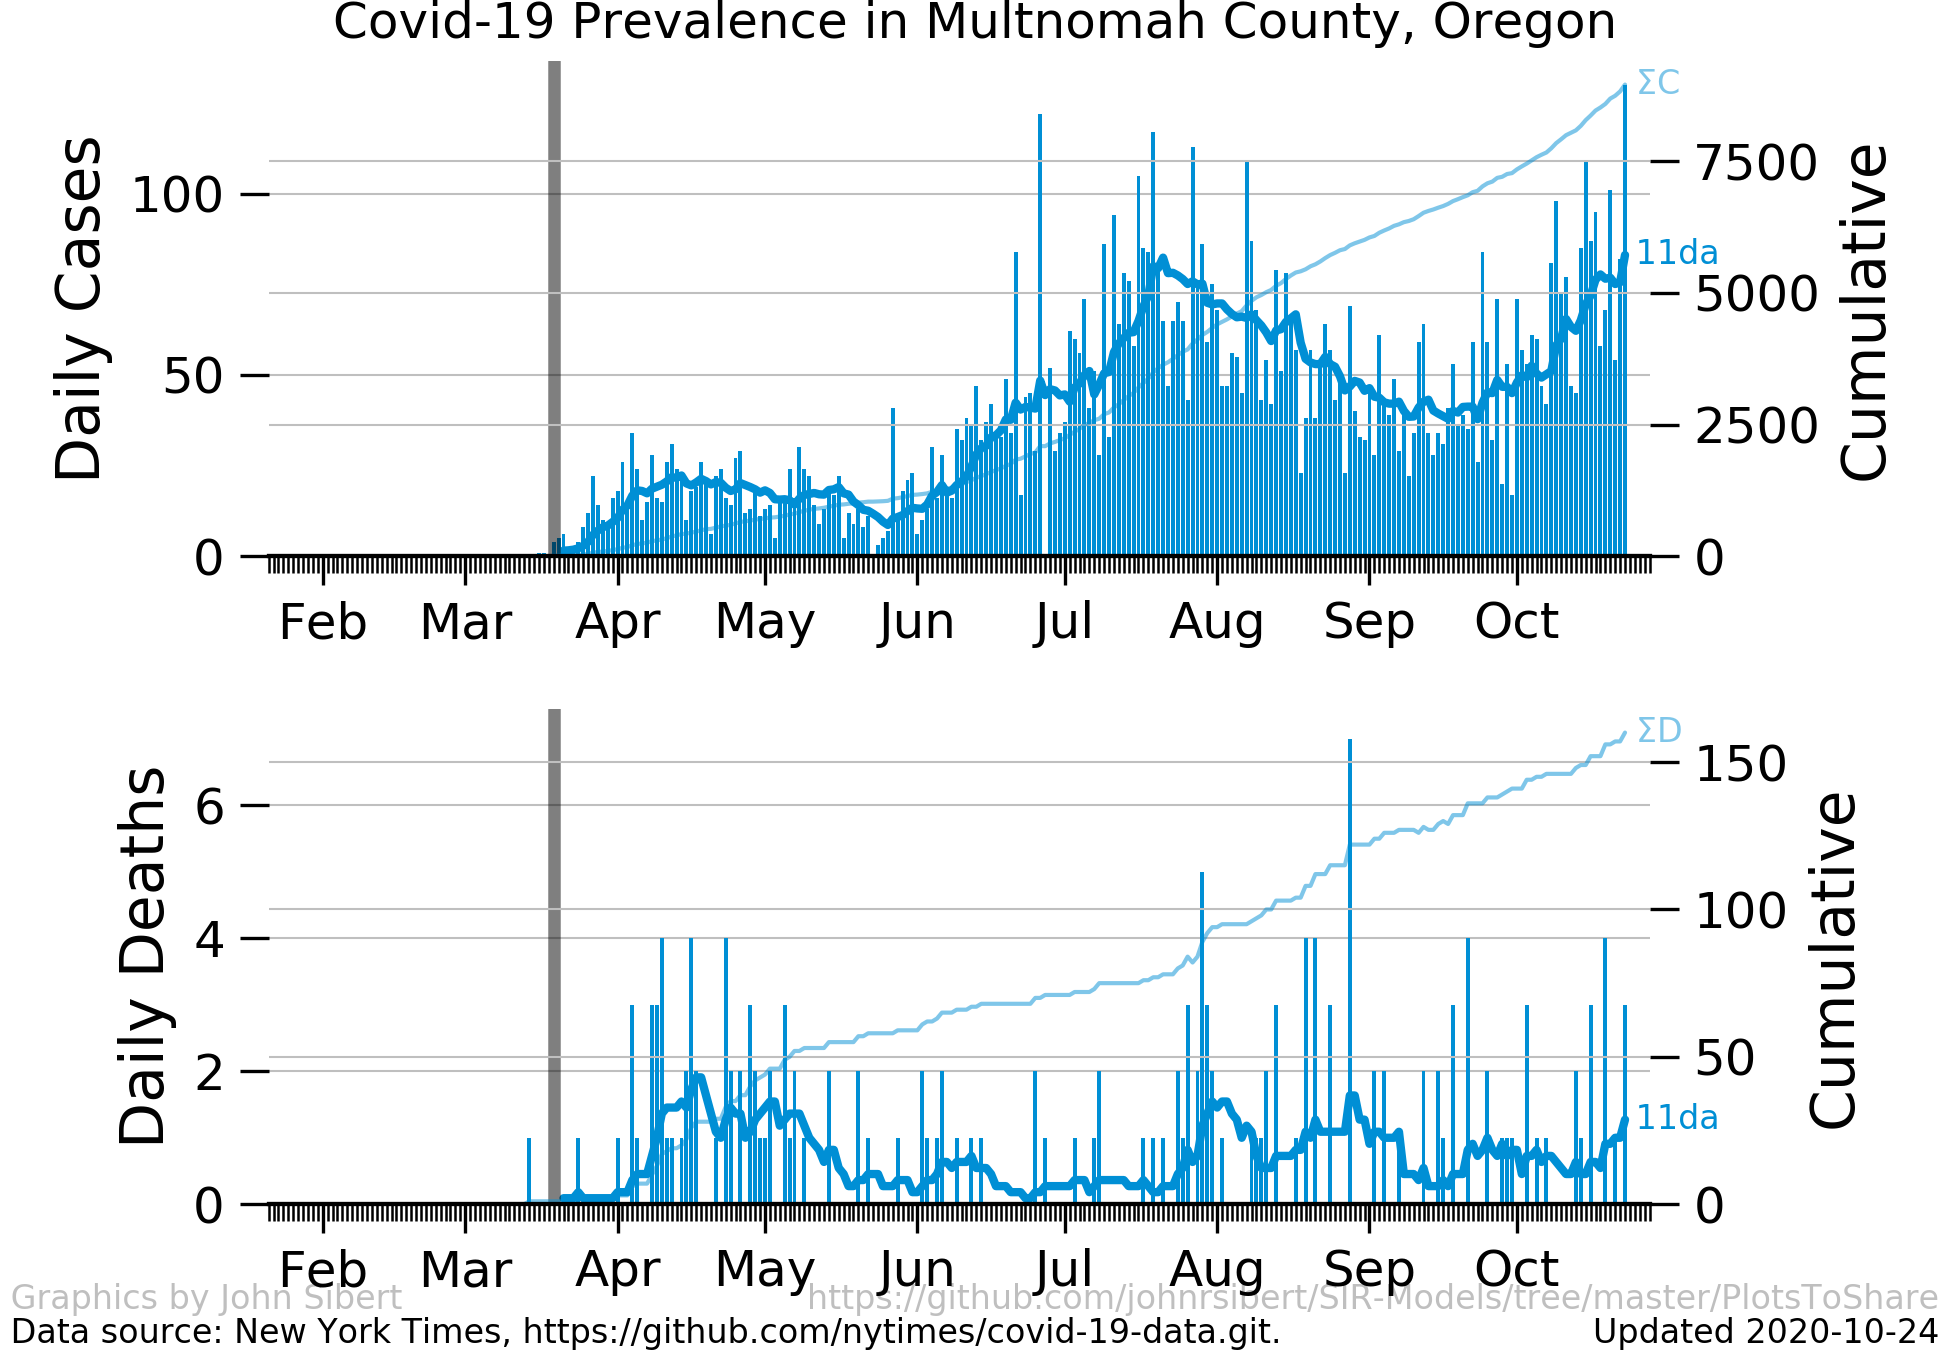 Covid-19 Prevalence in Multnomah County, Oregon
ΣC
7500
100
11da
5000
50
2500
0
0
Daily Cases
Cumulative
Feb Mar Apr May Jun Jul Aug Sep Oct
ΣD
150
6
100
4
50
2
11da
0
0
Daily Deaths
Cumulative
Feb Mar Apr May Jun Jul Aug Sep Oct
Graphics by John Sibert https://github.com/johnrsibert/SIR-Models/tree/master/PlotsToShare
Data source: New York Times, https://github.com/nytimes/covid-19-data.git. Updated 2020-10-24